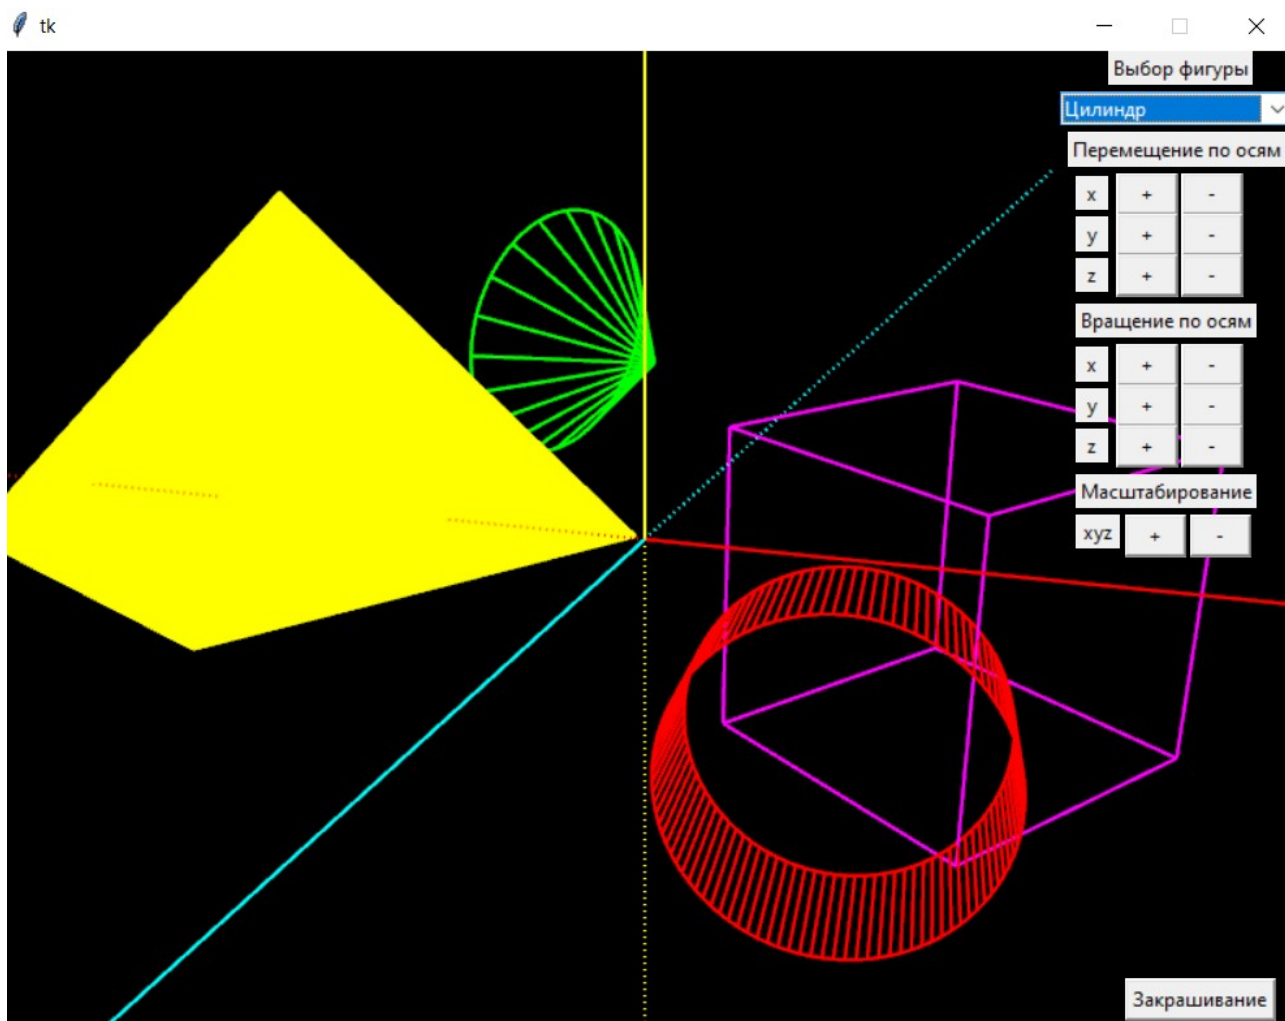 tk
Выбор фигуры
Цилиндр
Перемещение по осям
x + -
y + -
z + -
Вращение по осям
x + -
y + -
z + -
Масштабирование
xyz + -
Закрашивание